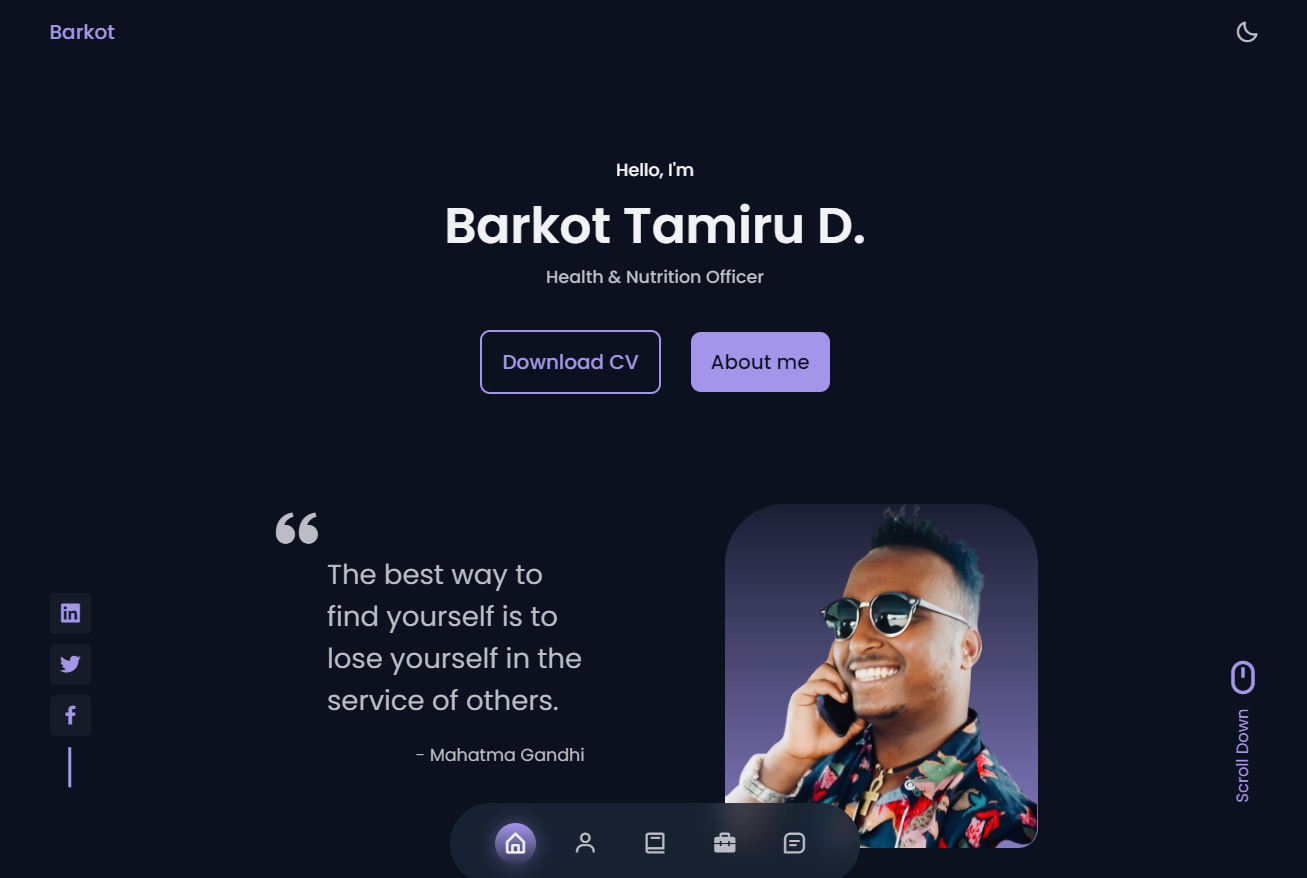 Barkot
Hello, I'm
Barkot Tamiru D.
Health & Nutrition Officer
Download CV
About me
The best way to
find yourself is to
lose yourself in the
service of others.
- Mahatma Gandhi
Scroll Down